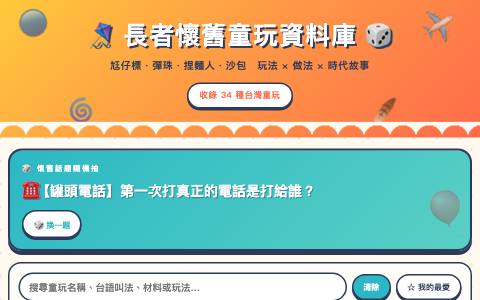 長者懷舊童玩資料庫
尪仔標 · 彈珠 · 捏麵人 · 沙包 玩法 × 做法 × 時代故事
收錄 34 種台灣童玩
懷舊話題隨機抽
【罐頭電話】第一次打真正的電話是打給誰？
換一題
搜尋童玩名稱、台語叫法、材料或玩法...
清除
☆ 我的最愛